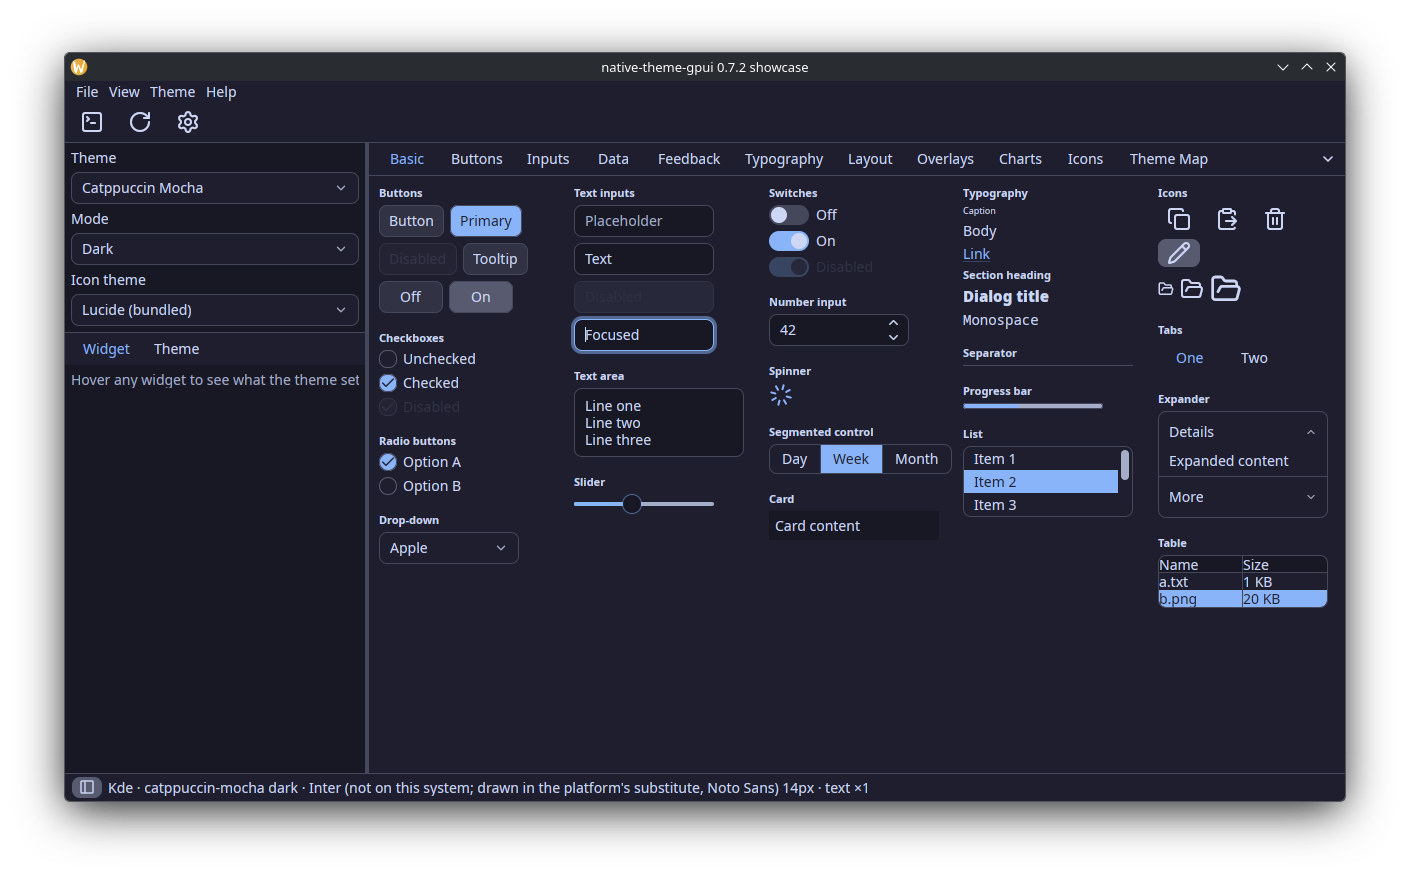 native-theme-gpui 0.7.2 showcase
File View Theme Help
Theme
Catppuccin Mocha
Mode
Dark
Icon theme
Lucide (bundled)
Widget Theme
Hover any widget to see what the theme set
Basic Buttons Inputs Data Feedback Typography Layout Overlays Charts Icons Theme Map
Buttons
Button Primary
Disabled Tooltip
Off On
Checkboxes
Unchecked
Checked
Disabled
Radio buttons
Option A
Option B
Drop-down
Apple
Text inputs
Placeholder
Text
Disabled
Focused
Text area
Line one
Line two
Line three
Slider
Switches
Off
On
Disabled
Number input
42
Spinner
Segmented control
Day Week Month
Card
Card content
Typography
Caption
Body
Link
Section heading
Dialog title
Monospace
Separator
Progress bar
List
Item 1
Item 2
Item 3
Icons
Tabs
One Two
Expander
Details
Expanded content
More
Table
Name Size
a.txt 1 KB
b.png 20 KB
Kde · catppuccin-mocha dark · Inter (not on this system; drawn in the platform's substitute, Noto Sans) 14px · text ×1